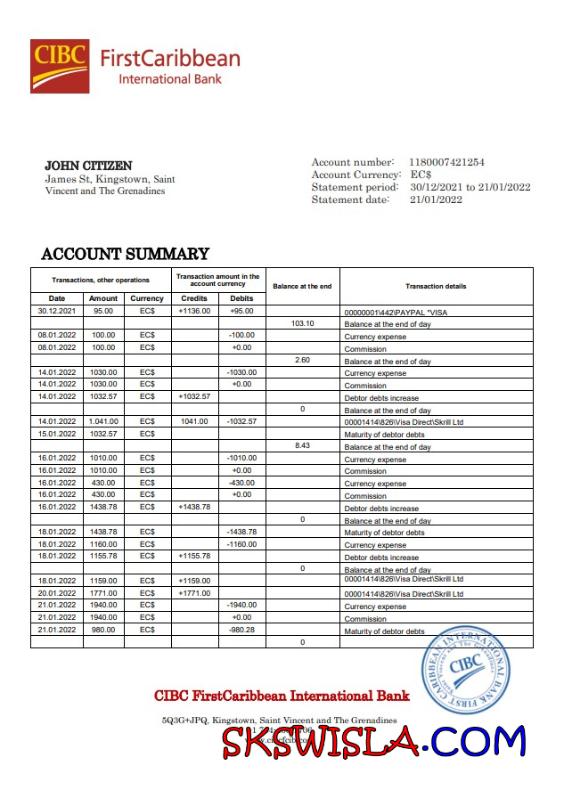 CIBC FirstCaribbean
International Bank
JOHN CITIZEN
James St, Kingstown, Saint
Vincent and The Grenadines
Account number: 1180007421254
Account Currency: EC$
Statement period: 30/12/2021 to 21/01/2022
Statement date: 21/01/2022
ACCOUNT SUMMARY
Transactions, other operations Transaction amount in the account currency Balance at the end Transaction details
Date Amount Currency Credits Debits
30.12.2021 95.00 EC$ +1136.00 +95.00 00000001\442\PAYPAL *VISA
103.10 Balance at the end of day
08.01.2022 100.00 EC$ -100.00 Currency expense
08.01.2022 100.00 EC$ +0.00 Commission
2.60 Balance at the end of day
14.01.2022 1030.00 EC$ -1030.00 Currency expense
14.01.2022 1030.00 EC$ +0.00 Commission
14.01.2022 1032.57 EC$ +1032.57 Debtor debts increase
0 Balance at the end of day
14.01.2022 1.041.00 EC$ 1041.00 -1032.57 00001414\826\Visa Direct\Skrill Ltd
15.01.2022 1032.57 EC$ Maturity of debtor debts
8.43 Balance at the end of day
16.01.2022 1010.00 EC$ -1010.00 Currency expense
16.01.2022 1010.00 EC$ +0.00 Commission
16.01.2022 430.00 EC$ -430.00 Currency expense
16.01.2022 430.00 EC$ +0.00 Commission
16.01.2022 1438.78 EC$ +1438.78 Debtor debts increase
0 Balance at the end of day
18.01.2022 1438.78 EC$ -1438.78 Maturity of debtor debts
18.01.2022 1160.00 EC$ -1160.00 Currency expense
18.01.2022 1155.78 EC$ +1155.78 Debtor debts increase
0 Balance at the end of day
18.01.2022 1159.00 EC$ +1159.00 00001414\826\Visa Direct\Skrill Ltd
20.01.2022 1771.00 EC$ +1771.00 00001414\826\Visa Direct\Skrill Ltd
21.01.2022 1940.00 EC$ -1940.00 Currency expense
21.01.2022 1940.00 EC$ +0.00 Commission
21.01.2022 980.00 EC$ -980.28 Maturity of debtor debts
0
CARIBBEAN INTERNATIONAL BANK FIRST
CIBC
CIBC FirstCaribbean International Bank
5Q3G+JPQ, Kingstown, Saint Vincent and The Grenadines
SKSWISLA.COM